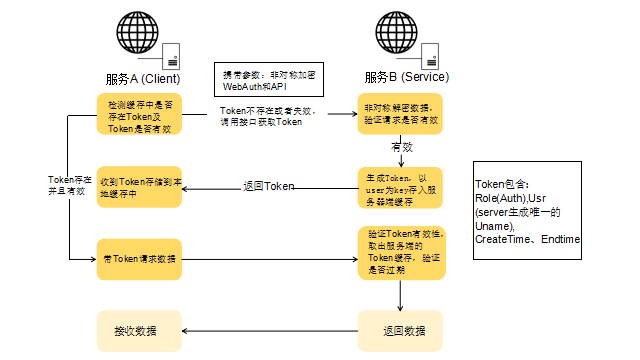 服务A (Client)
服务B (Service)
携带参数：非对称加密
WebAuth和API
检测缓存中是否
存在Token及
Token是否有效
Token不存在或者失效，
调用接口获取Token
非对称解密数据，
验证请求是否有效
有效
Token存在
并且有效
收到Token存储到本
地缓存中
返回Token
生成Token，以
user为key存入服
务器端缓存
Token包含：
Role(Auth),Usr
(server生成唯一的
Uname),
CreateTime、Endtime
带Token请求数据
验证Token有效性,
取出服务端的
Token缓存，验证
是否过期
接收数据
返回数据